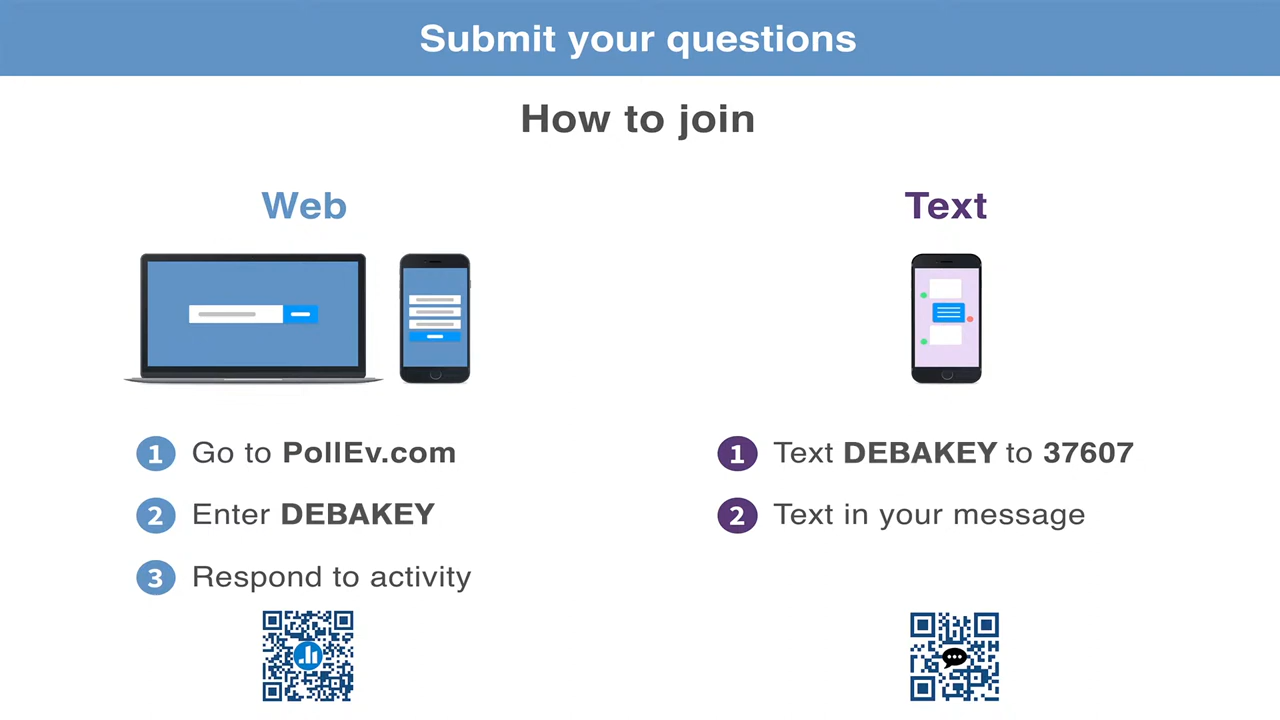 Submit your questions
How to join
Web
1 Go to PollEv.com
2 Enter DEBAKEY
3 Respond to activity
Text
1 Text DEBAKEY to 37607
2 Text in your message